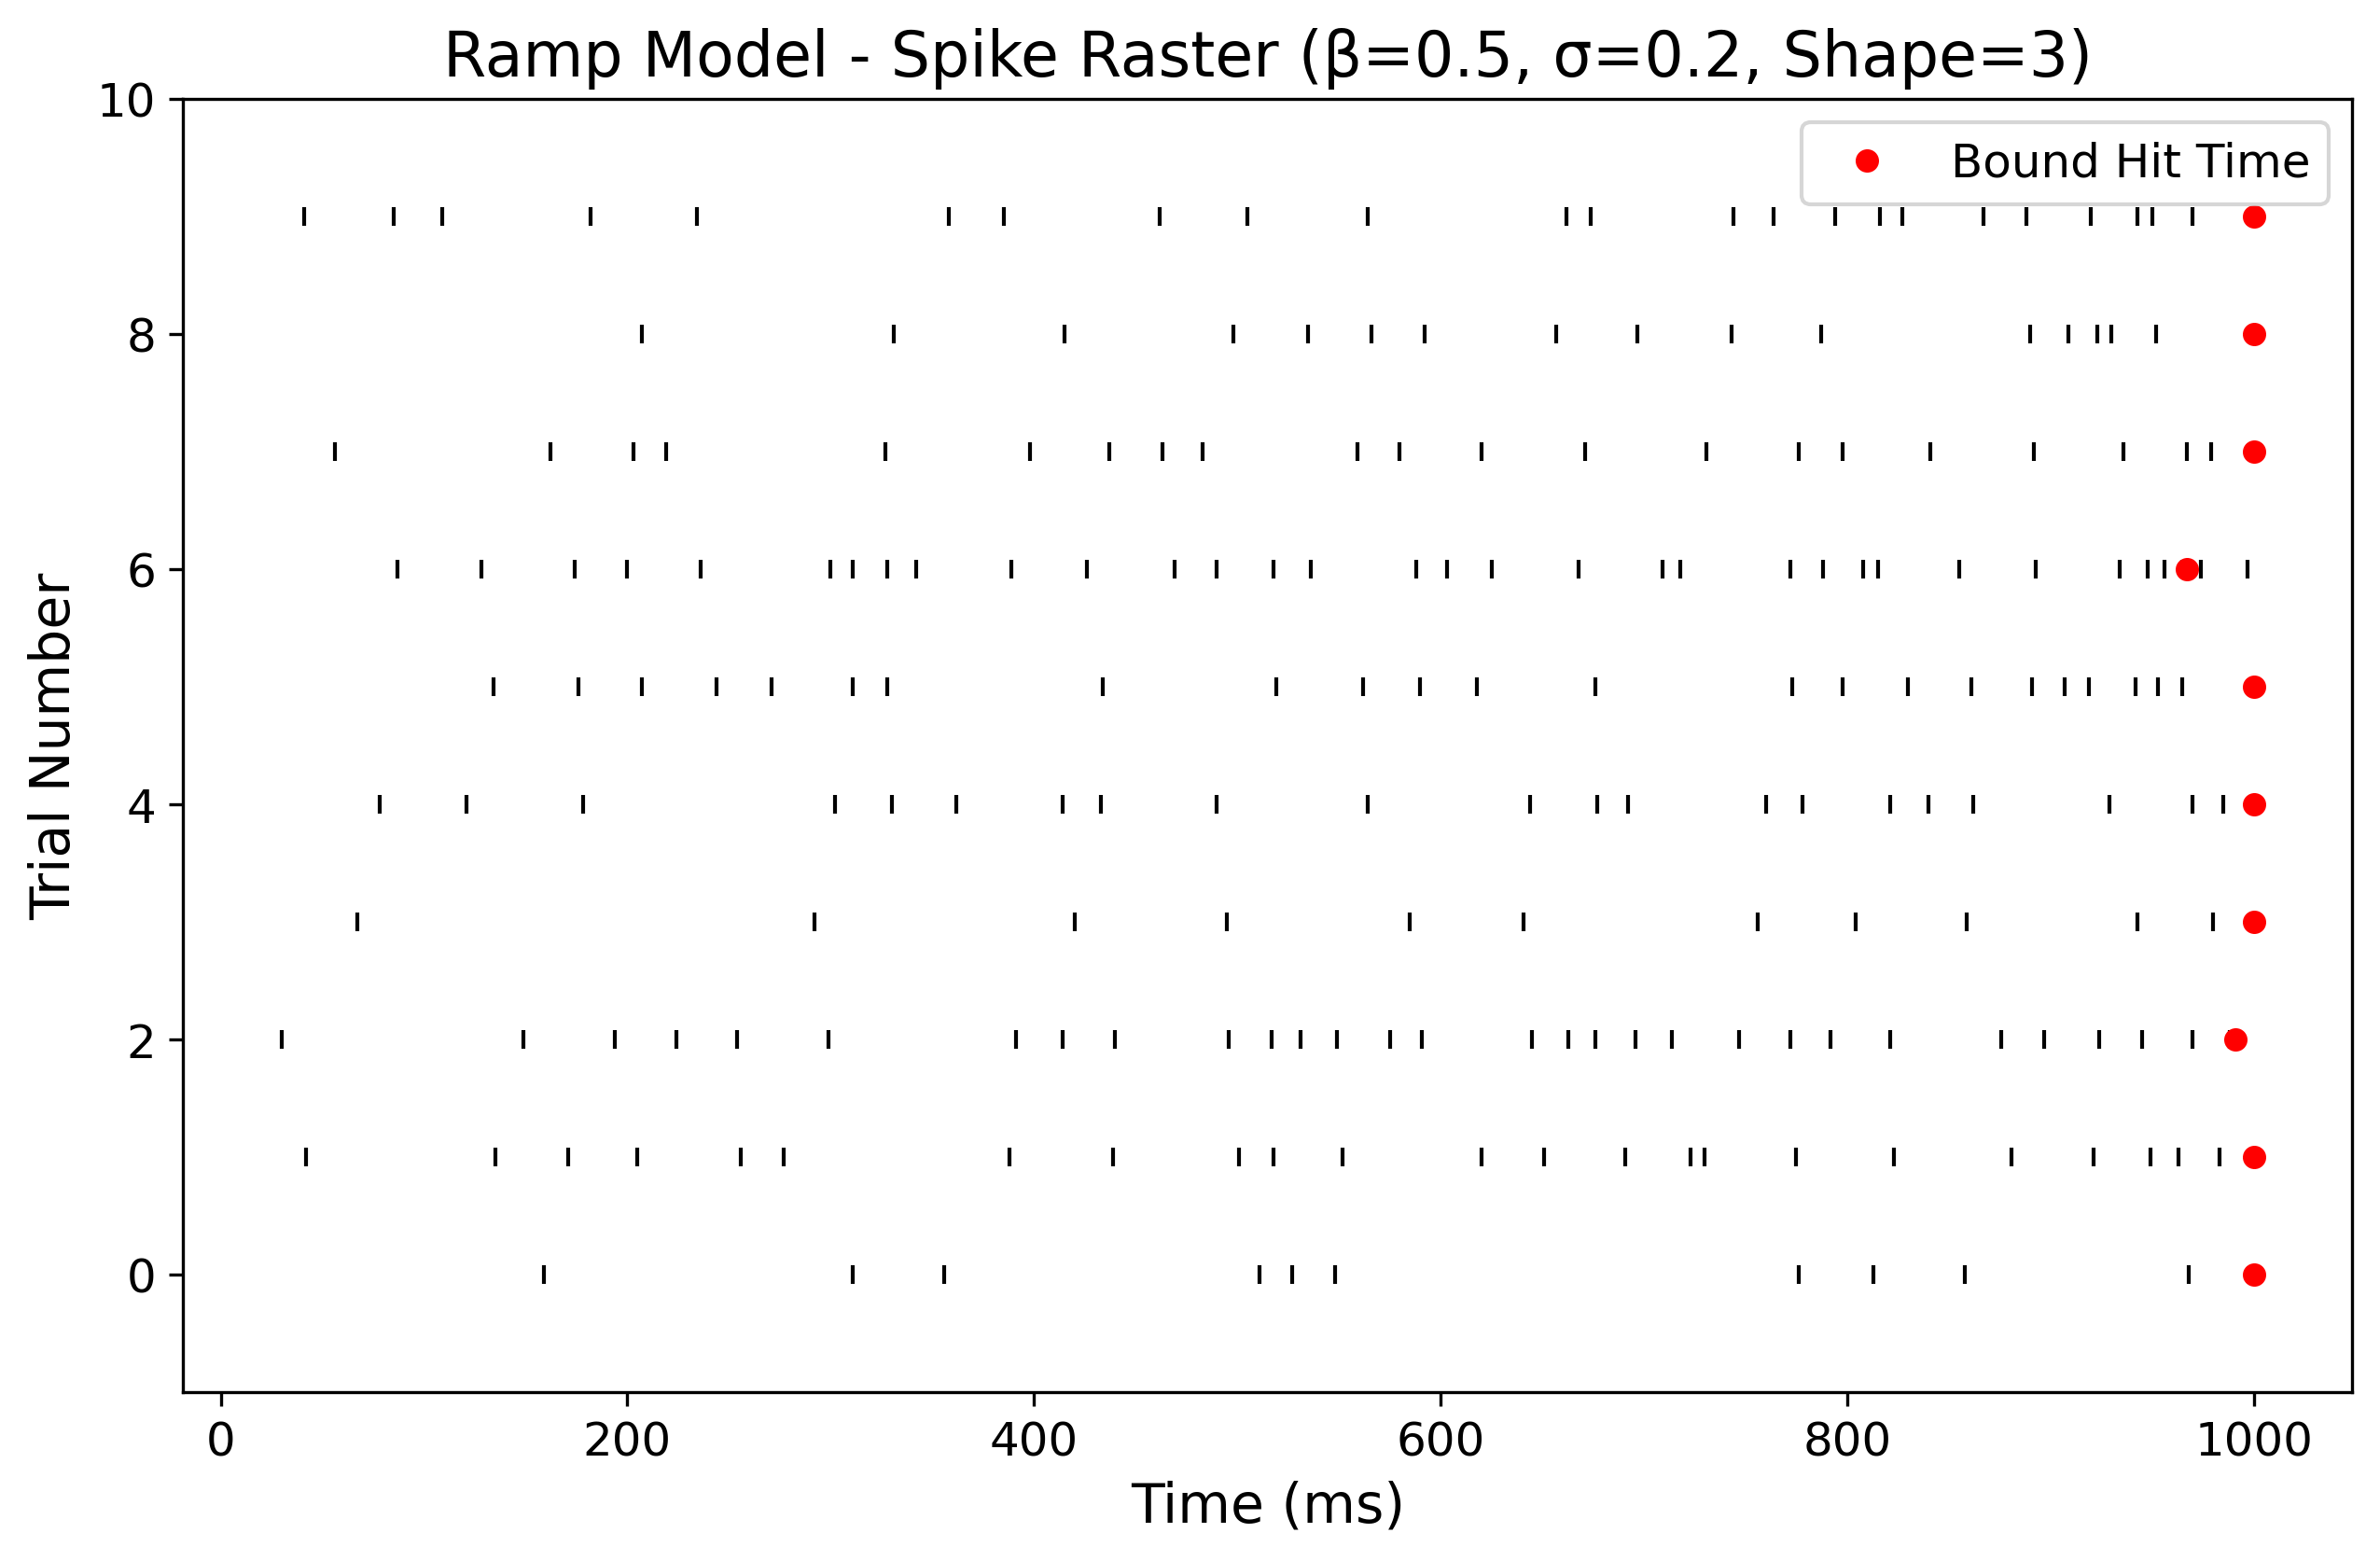 Ramp Model - Spike Raster (β=0.5, σ=0.2, Shape=3)
Bound Hit Time
10
8
6
4
2
0
Trial Number
0 200 400 600 800 1000
Time (ms)